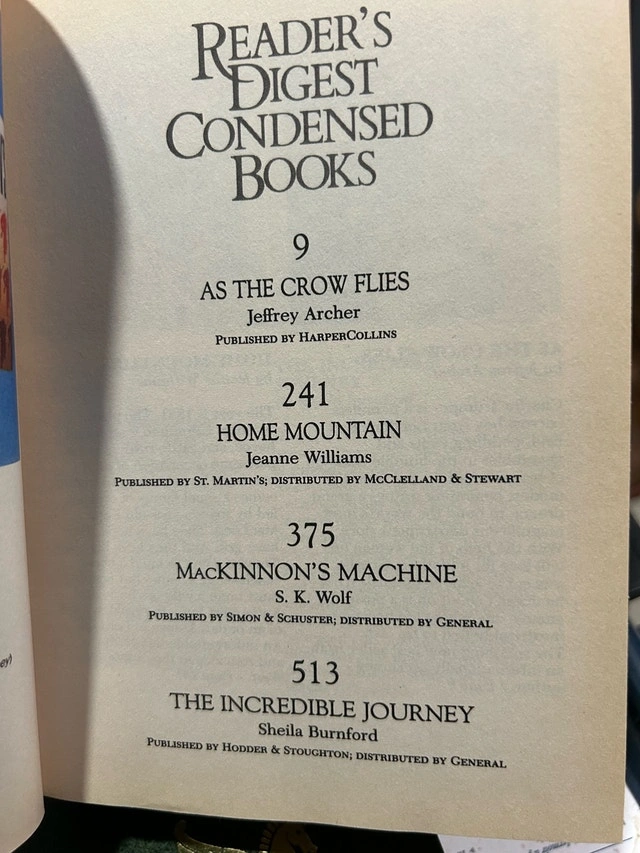 READER'S
DIGEST
CONDENSED
BOOKS
9
AS THE CROW FLIES
Jeffrey Archer
PUBLISHED BY HARPERCOLLINS
241
HOME MOUNTAIN
Jeanne Williams
PUBLISHED BY ST. MARTIN'S; DISTRIBUTED BY MCCLELLAND & STEWART
375
MACKINNON'S MACHINE
S. K. Wolf
PUBLISHED BY SIMON & SCHUSTER; DISTRIBUTED BY GENERAL
513
THE INCREDIBLE JOURNEY
Sheila Burnford
PUBLISHED BY HODDER & STOUGHTON; DISTRIBUTED BY GENERAL